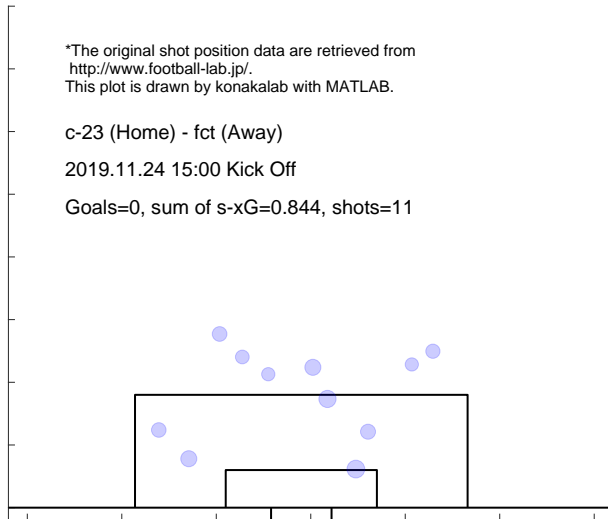 *The original shot position data are retrieved from
http://www.football-lab.jp/.
This plot is drawn by konakalab with MATLAB.
c-23 (Home) - fct (Away)
2019.11.24 15:00 Kick Off
Goals=0, sum of s-xG=0.844, shots=11